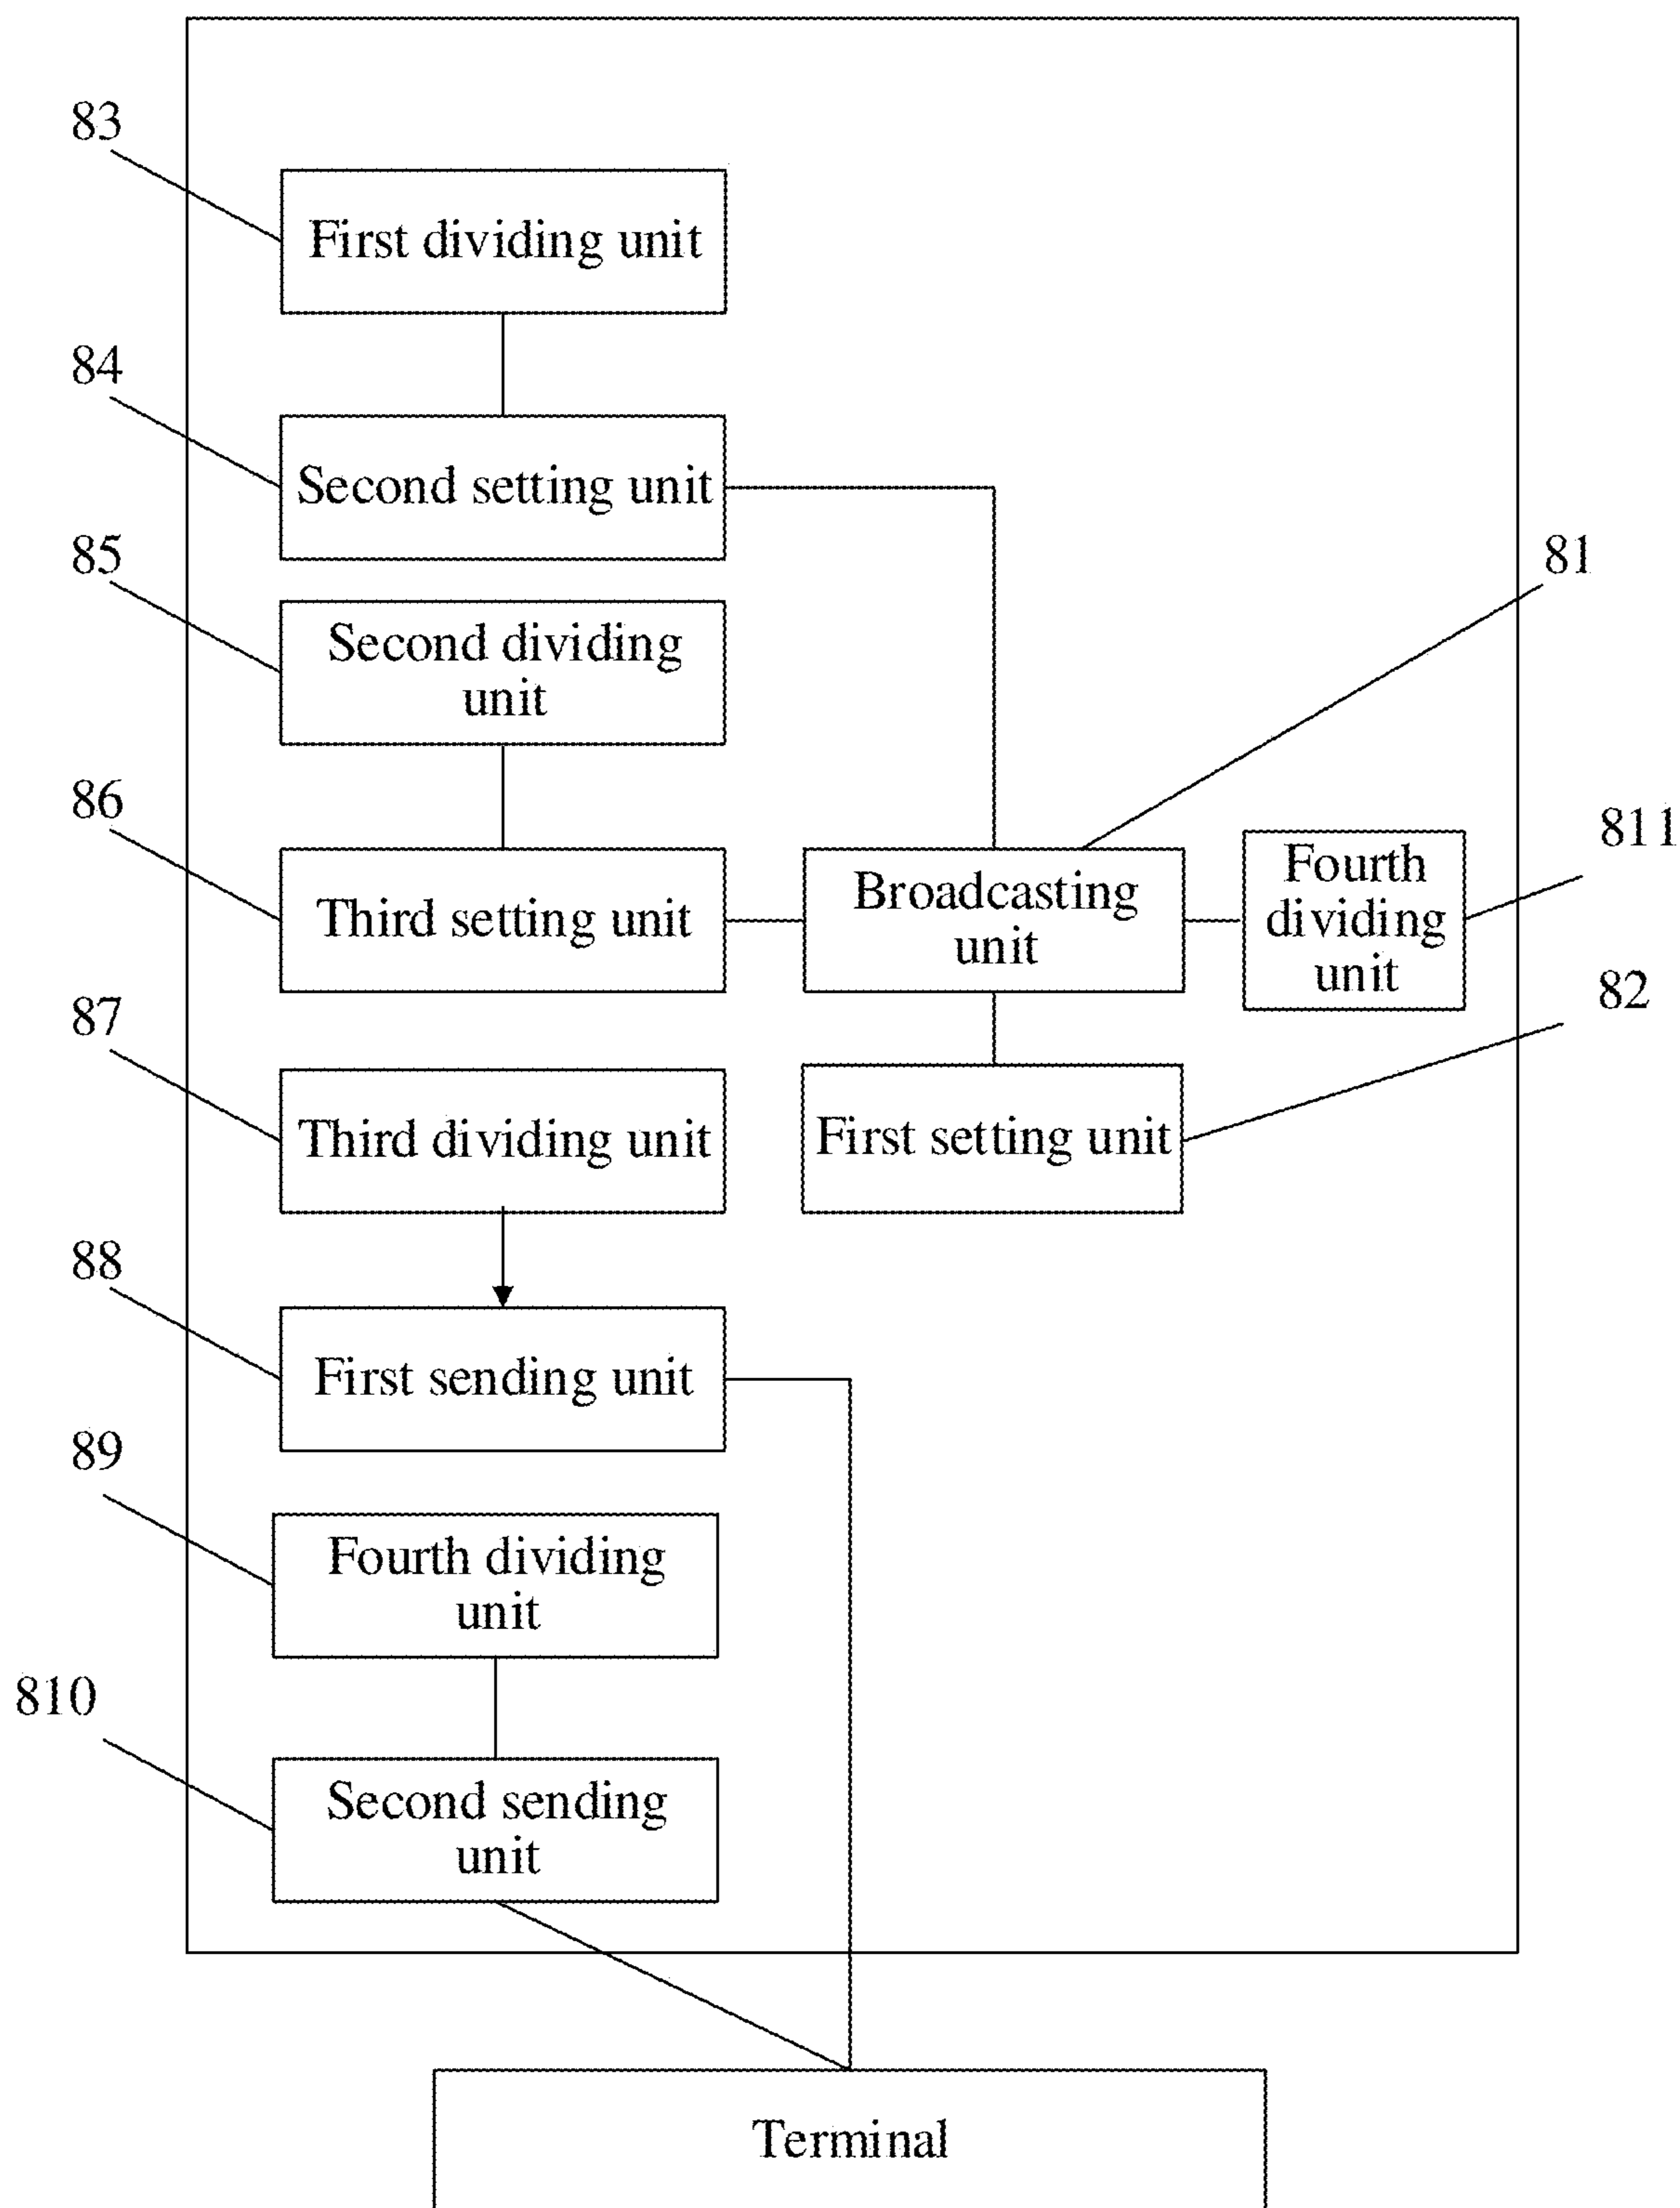 83
First dividing unit
84
Second setting unit
85
81
Second dividing
unit
86
811
Third setting unit
Broadcasting
unit
Fourth
dividing
unit
87
82
Third dividing unit
First setting unit
88
First sending unit
89
Fourth dividing
unit
810
Second sending
unit
Terminal